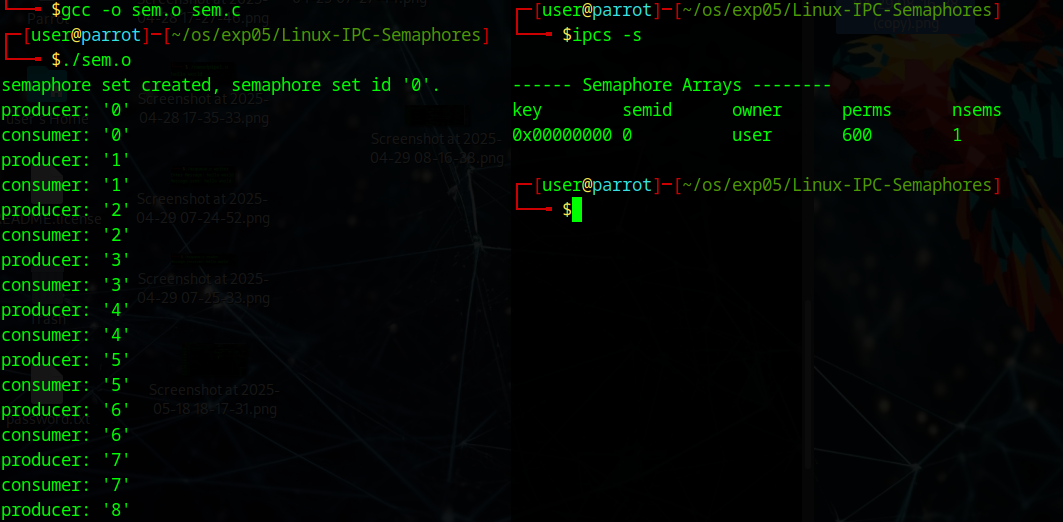 $gcc -o sem.o sem.c
[user@parrot]-[~/os/exp05/Linux-IPC-Semaphores]
$./sem.o
semaphore set created, semaphore set id '0'.
producer: '0'
consumer: '0'
producer: '1'
consumer: '1'
producer: '2'
consumer: '2'
producer: '3'
consumer: '3'
producer: '4'
consumer: '4'
producer: '5'
consumer: '5'
producer: '6'
consumer: '6'
producer: '7'
consumer: '7'
producer: '8'
[user@parrot]-[~/os/exp05/Linux-IPC-Semaphores]
$ipcs -s
------ Semaphore Arrays --------
key semid owner perms nsems
0x00000000 0 user 600 1
[user@parrot]-[~/os/exp05/Linux-IPC-Semaphores]
$
Screenshot at 2025-
04-28 17-35-33.png
Screenshot at 2025-
04-29 08-16-28.png
Screenshot at 2025-
04-29 07-24-52.png
Screenshot at 2025-
04-29 07-25-33.png
Screenshot at 2025-
05-18 18-17-31.png
password.txt